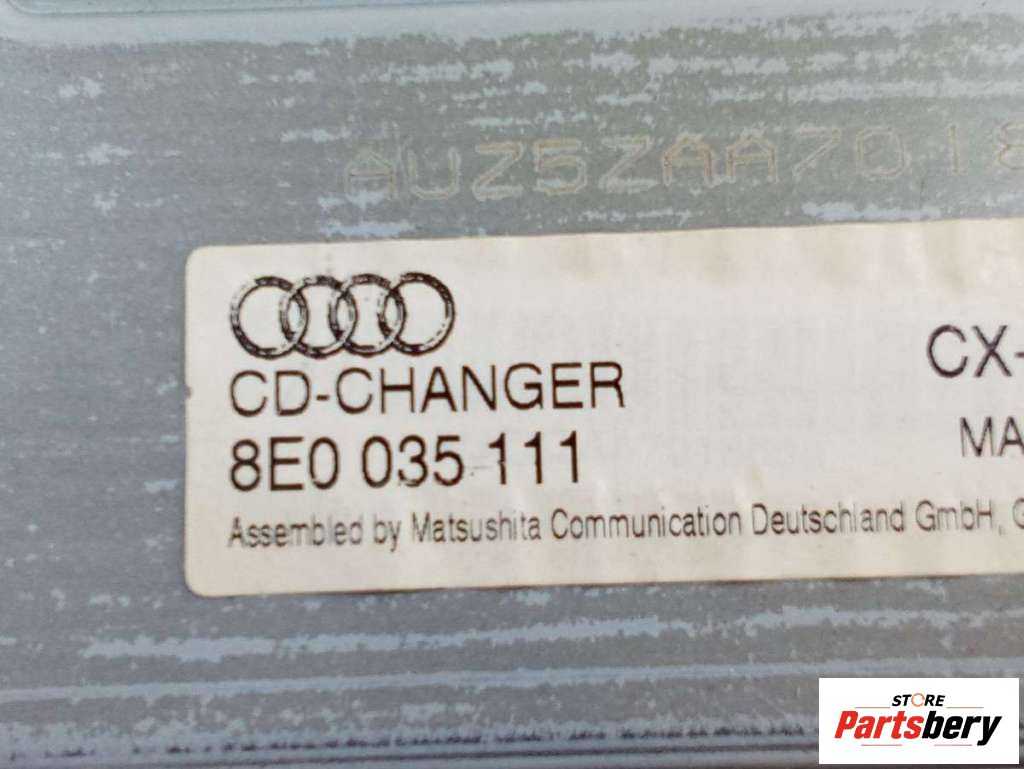 AUZ5ZAA7018
CD-CHANGER
8E0 035 111
CX-
MA
Assembled by Matsushita Communication Deutschland GmbH, G
STORE
Partsbery